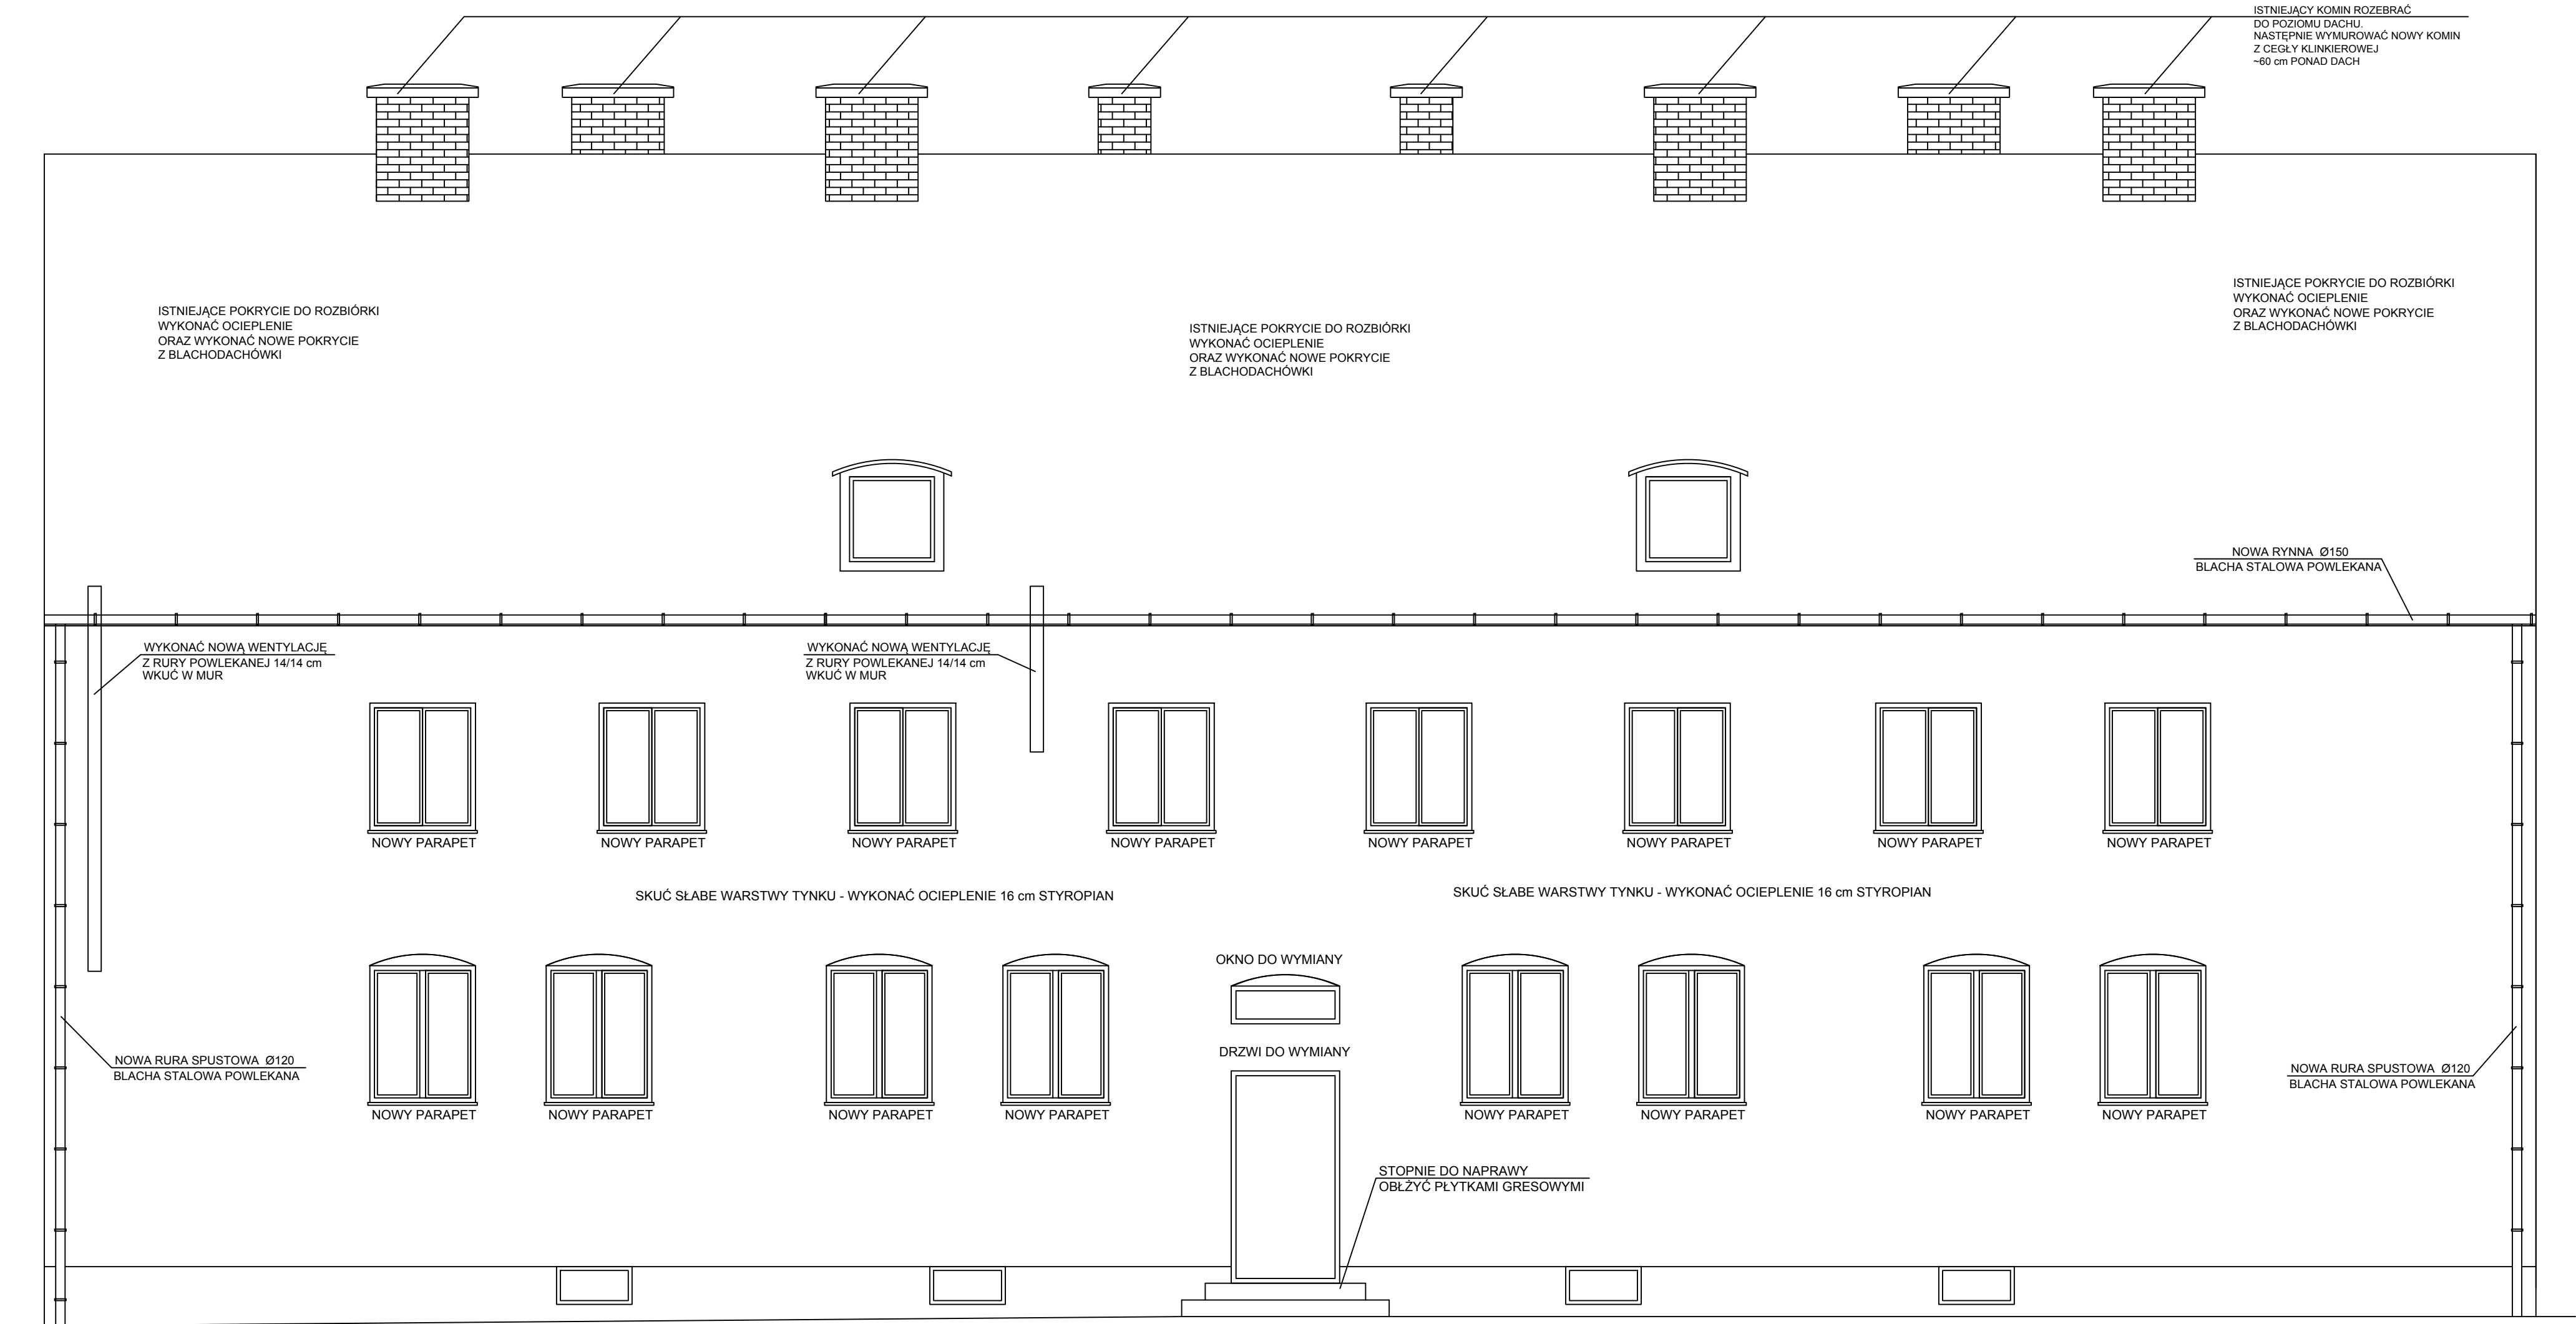 ISTNIEJĄCY KOMIN ROZEBRAĆ
DO POZIOMU DACHU.
NASTĘPNIE WYMUROWAĆ NOWY KOMIN
Z CEGŁY KLINKIEROWEJ
~60 cm PONAD DACH
ISTNIEJĄCE POKRYCIE DO ROZBIÓRKI
WYKONAĆ OCIEPLENIE
ORAZ WYKONAĆ NOWE POKRYCIE
Z BLACHODACHÓWKI
ISTNIEJĄCE POKRYCIE DO ROZBIÓRKI
WYKONAĆ OCIEPLENIE
ORAZ WYKONAĆ NOWE POKRYCIE
Z BLACHODACHÓWKI
ISTNIEJĄCE POKRYCIE DO ROZBIÓRKI
WYKONAĆ OCIEPLENIE
ORAZ WYKONAĆ NOWE POKRYCIE
Z BLACHODACHÓWKI
NOWA RYNNA Ø150
BLACHA STALOWA POWLEKANA
WYKONAĆ NOWĄ WENTYLACJĘ
Z RURY POWLEKANEJ 14/14 cm
WKUĆ W MUR
WYKONAĆ NOWĄ WENTYLACJĘ
Z RURY POWLEKANEJ 14/14 cm
WKUĆ W MUR
NOWY PARAPET
NOWY PARAPET
NOWY PARAPET
NOWY PARAPET
NOWY PARAPET
NOWY PARAPET
NOWY PARAPET
NOWY PARAPET
SKUĆ SŁABE WARSTWY TYNKU - WYKONAĆ OCIEPLENIE 16 cm STYROPIAN
SKUĆ SŁABE WARSTWY TYNKU - WYKONAĆ OCIEPLENIE 16 cm STYROPIAN
OKNO DO WYMIANY
DRZWI DO WYMIANY
NOWA RURA SPUSTOWA Ø120
BLACHA STALOWA POWLEKANA
NOWA RURA SPUSTOWA Ø120
BLACHA STALOWA POWLEKANA
NOWY PARAPET
NOWY PARAPET
NOWY PARAPET
NOWY PARAPET
NOWY PARAPET
NOWY PARAPET
NOWY PARAPET
NOWY PARAPET
STOPNIE DO NAPRAWY
OBŁŻYĆ PŁYTKAMI GRESOWYMI